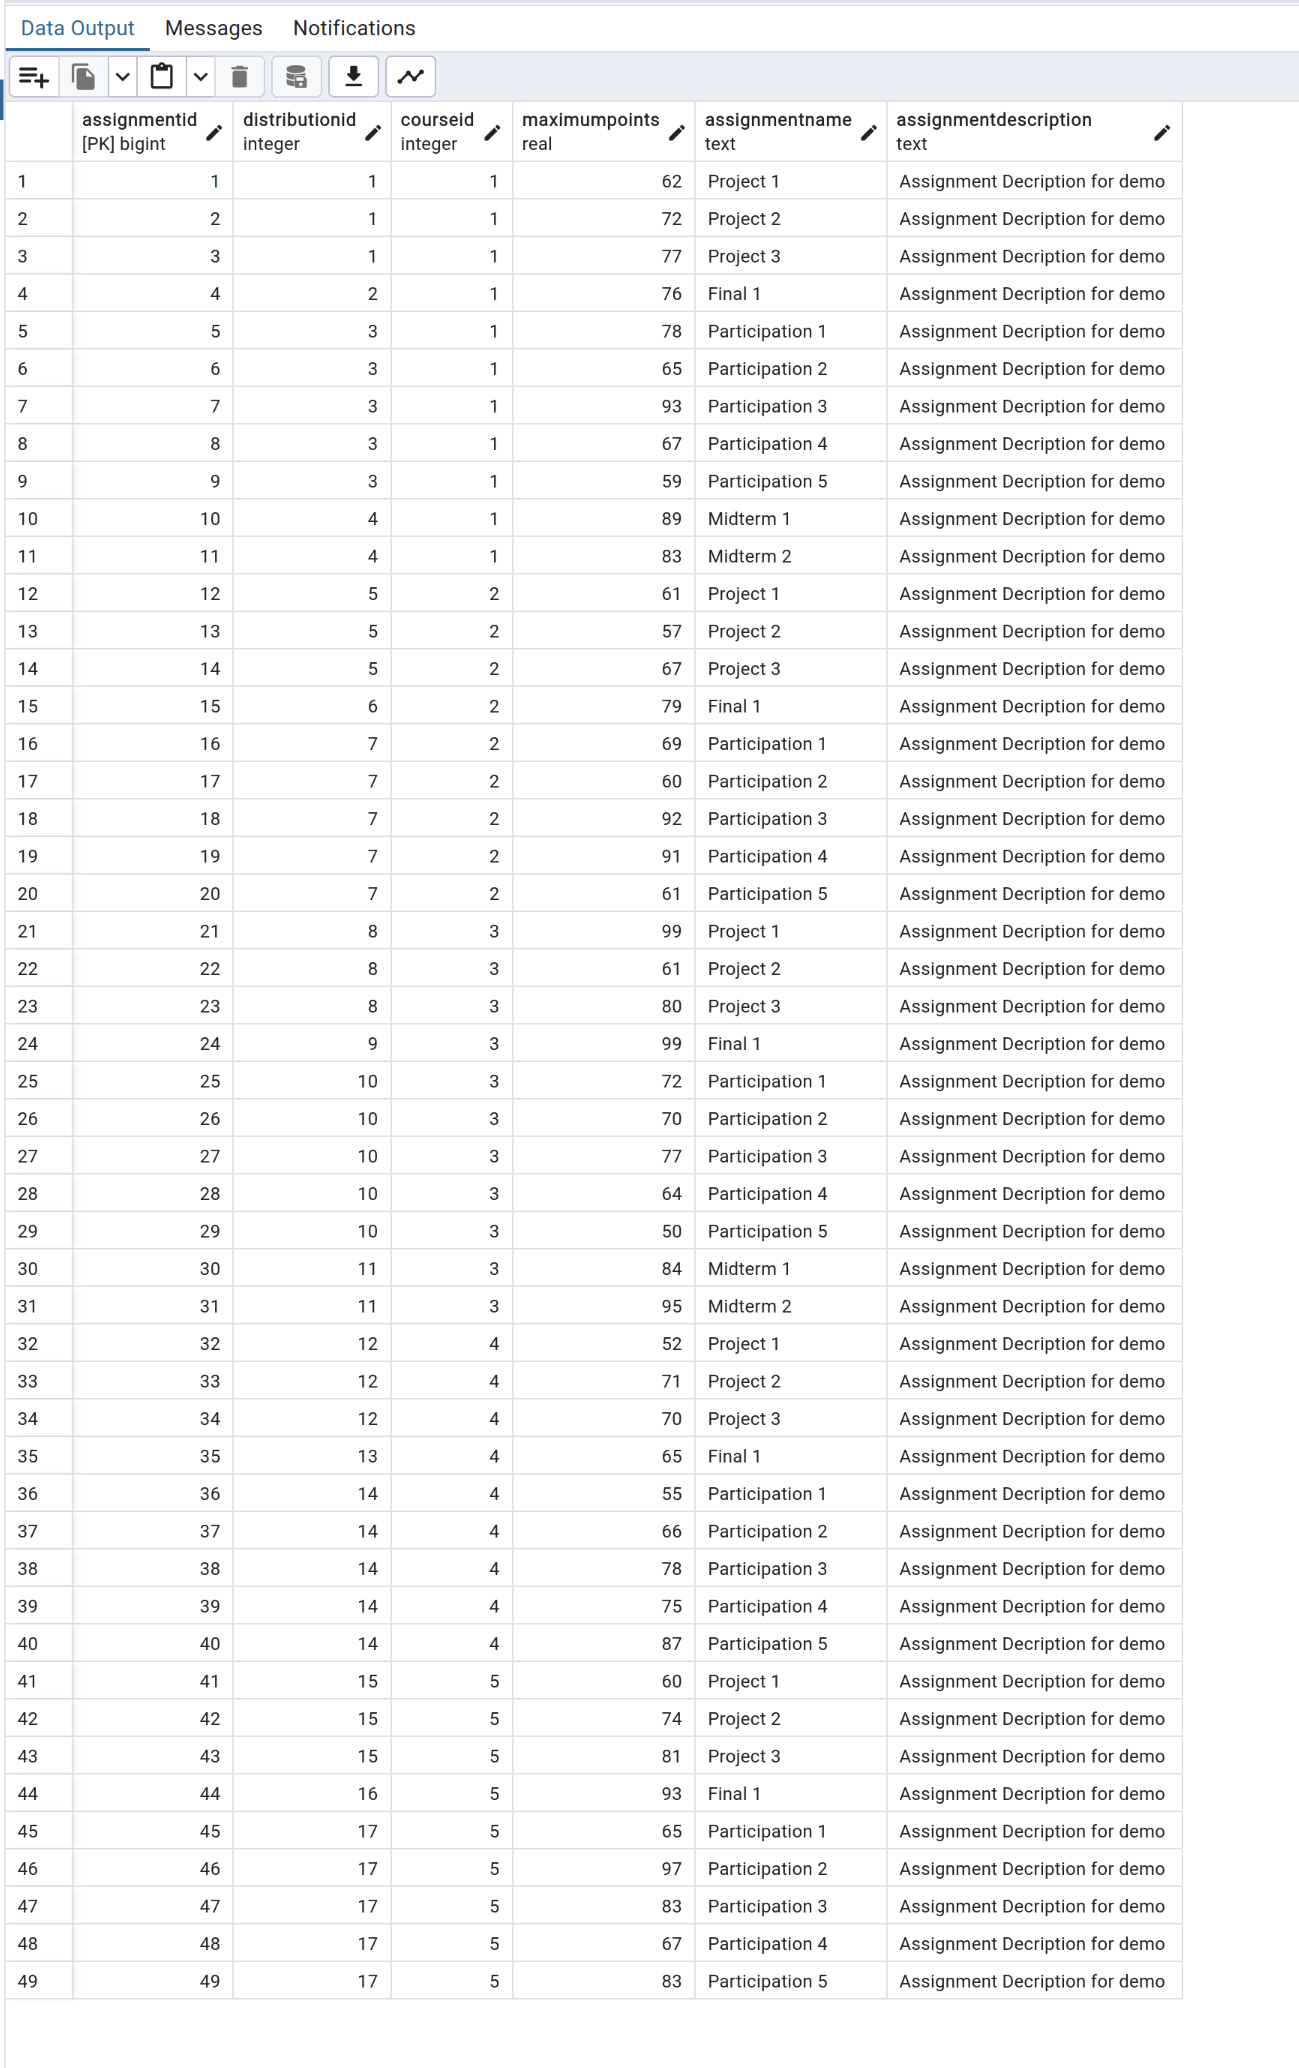 Data Output Messages Notifications
assignmentid distributionid courseid maximumpoints assignmentname assignmentdescription
[PK] bigint integer integer real text text
1 1 1 1 62 Project 1 Assignment Decription for demo
2 2 1 1 72 Project 2 Assignment Decription for demo
3 3 1 1 77 Project 3 Assignment Decription for demo
4 4 2 1 76 Final 1 Assignment Decription for demo
5 5 3 1 78 Participation 1 Assignment Decription for demo
6 6 3 1 65 Participation 2 Assignment Decription for demo
7 7 3 1 93 Participation 3 Assignment Decription for demo
8 8 3 1 67 Participation 4 Assignment Decription for demo
9 9 3 1 59 Participation 5 Assignment Decription for demo
10 10 4 1 89 Midterm 1 Assignment Decription for demo
11 11 4 1 83 Midterm 2 Assignment Decription for demo
12 12 5 2 61 Project 1 Assignment Decription for demo
13 13 5 2 57 Project 2 Assignment Decription for demo
14 14 5 2 67 Project 3 Assignment Decription for demo
15 15 6 2 79 Final 1 Assignment Decription for demo
16 16 7 2 69 Participation 1 Assignment Decription for demo
17 17 7 2 60 Participation 2 Assignment Decription for demo
18 18 7 2 92 Participation 3 Assignment Decription for demo
19 19 7 2 91 Participation 4 Assignment Decription for demo
20 20 7 2 61 Participation 5 Assignment Decription for demo
21 21 8 3 99 Project 1 Assignment Decription for demo
22 22 8 3 61 Project 2 Assignment Decription for demo
23 23 8 3 80 Project 3 Assignment Decription for demo
24 24 9 3 99 Final 1 Assignment Decription for demo
25 25 10 3 72 Participation 1 Assignment Decription for demo
26 26 10 3 70 Participation 2 Assignment Decription for demo
27 27 10 3 77 Participation 3 Assignment Decription for demo
28 28 10 3 64 Participation 4 Assignment Decription for demo
29 29 10 3 50 Participation 5 Assignment Decription for demo
30 30 11 3 84 Midterm 1 Assignment Decription for demo
31 31 11 3 95 Midterm 2 Assignment Decription for demo
32 32 12 4 52 Project 1 Assignment Decription for demo
33 33 12 4 71 Project 2 Assignment Decription for demo
34 34 12 4 70 Project 3 Assignment Decription for demo
35 35 13 4 65 Final 1 Assignment Decription for demo
36 36 14 4 55 Participation 1 Assignment Decription for demo
37 37 14 4 66 Participation 2 Assignment Decription for demo
38 38 14 4 78 Participation 3 Assignment Decription for demo
39 39 14 4 75 Participation 4 Assignment Decription for demo
40 40 14 4 87 Participation 5 Assignment Decription for demo
41 41 15 5 60 Project 1 Assignment Decription for demo
42 42 15 5 74 Project 2 Assignment Decription for demo
43 43 15 5 81 Project 3 Assignment Decription for demo
44 44 16 5 93 Final 1 Assignment Decription for demo
45 45 17 5 65 Participation 1 Assignment Decription for demo
46 46 17 5 97 Participation 2 Assignment Decription for demo
47 47 17 5 83 Participation 3 Assignment Decription for demo
48 48 17 5 67 Participation 4 Assignment Decription for demo
49 49 17 5 83 Participation 5 Assignment Decription for demo